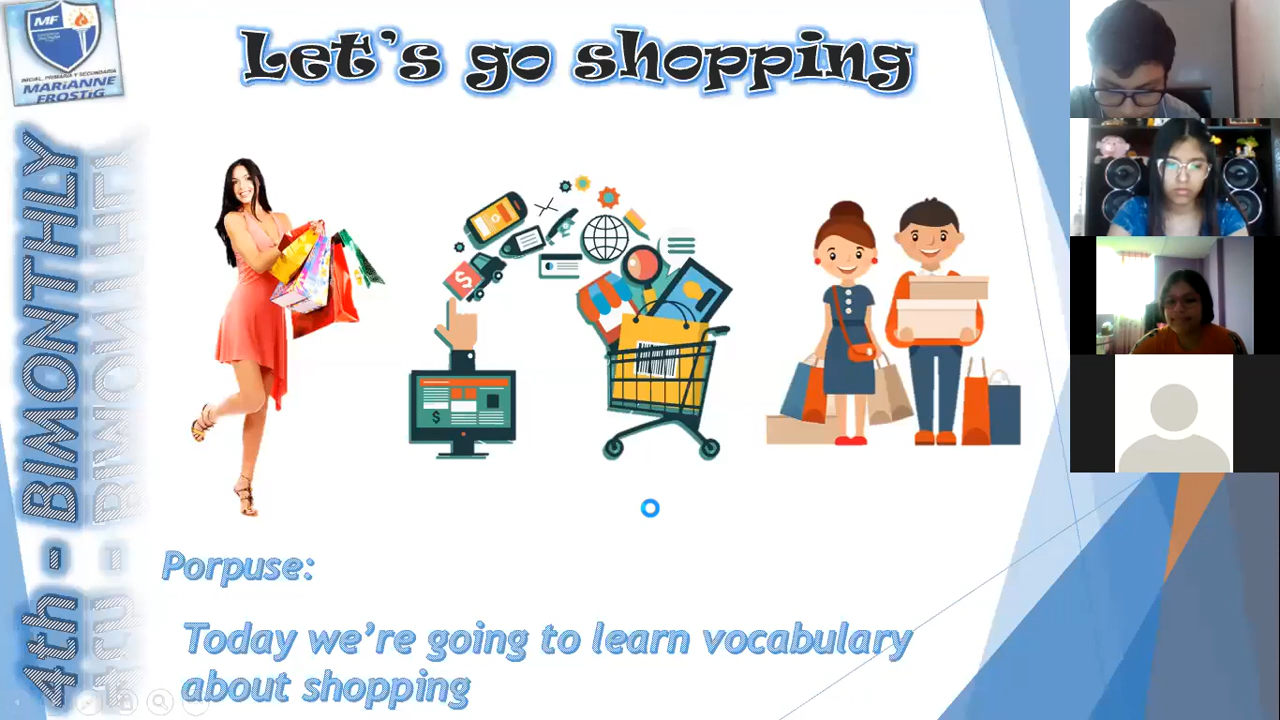 MF
INICIAL, PRIMARIA Y SECUNDARIA
MARIANNE
FROSTIG
Let's go shopping
4th - BIMONTHLY
$
$
Porpuse:
Today we're going to learn vocabulary
about shopping